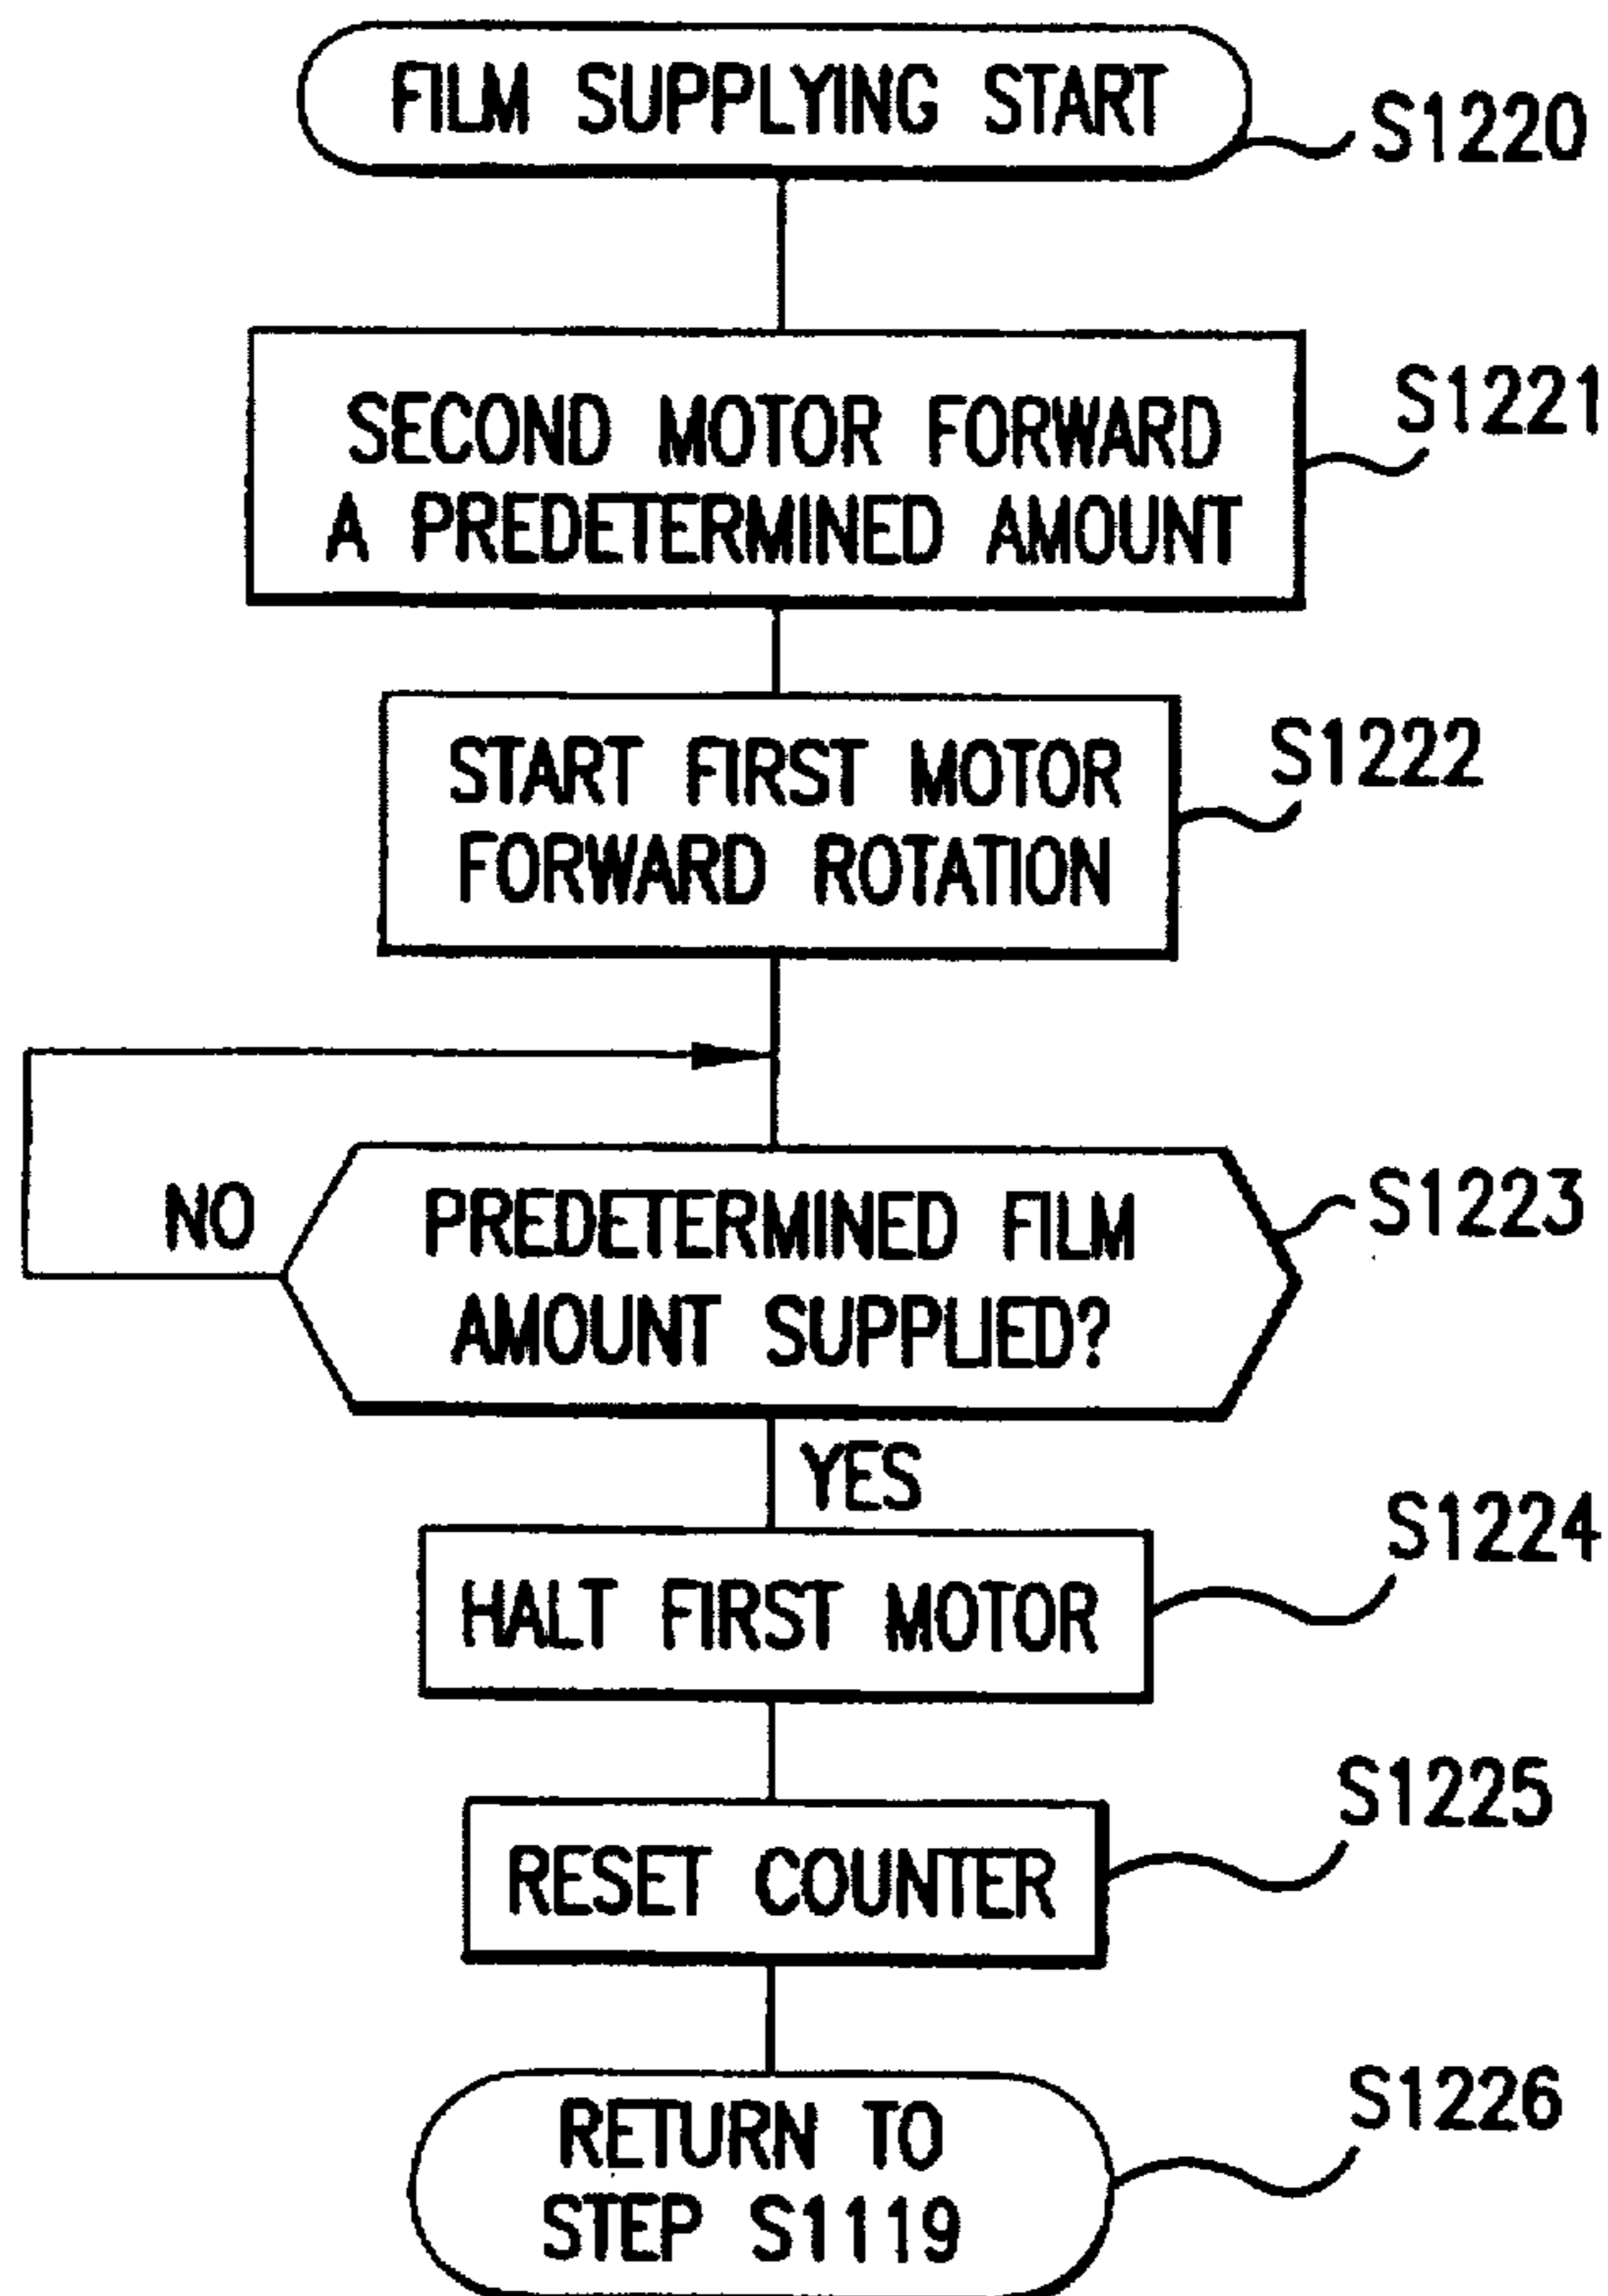 FILM SUPPLYING START
S1220
SECOND MOTOR FORWARD
A PREDETERMINED AMOUNT
S1221
START FIRST MOTOR
FORWARD ROTATION
S1222
NO
PREDETERMINED FILM
AMOUNT SUPPLIED?
S1223
YES
HALT FIRST MOTOR
S1224
RESET COUNTER
S1225
RETURN TO
STEP S1119
S1226